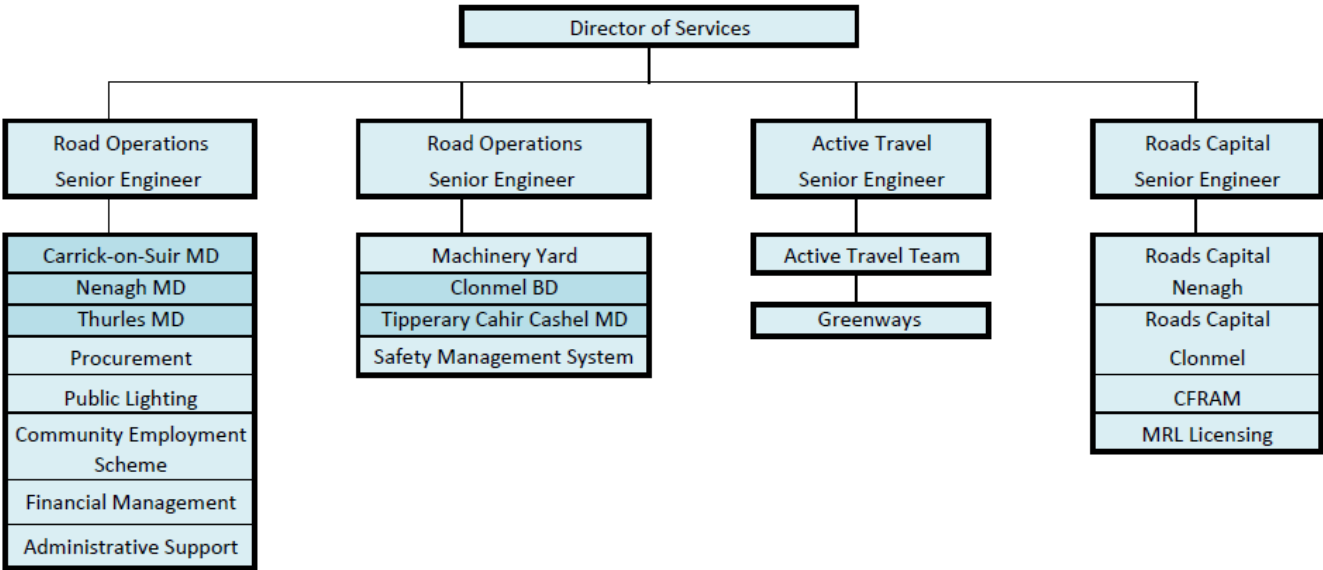 Director of Services
Road Operations
Senior Engineer
Road Operations
Senior Engineer
Active Travel
Senior Engineer
Roads Capital
Senior Engineer
Carrick-on-Suir MD
Nenagh MD
Thurles MD
Procurement
Public Lighting
Community Employment
Scheme
Financial Management
Administrative Support
Machinery Yard
Clonmel BD
Tipperary Cahir Cashel MD
Safety Management System
Active Travel Team
Greenways
Roads Capital
Nenagh
Roads Capital
Clonmel
CFRAM
MRL Licensing